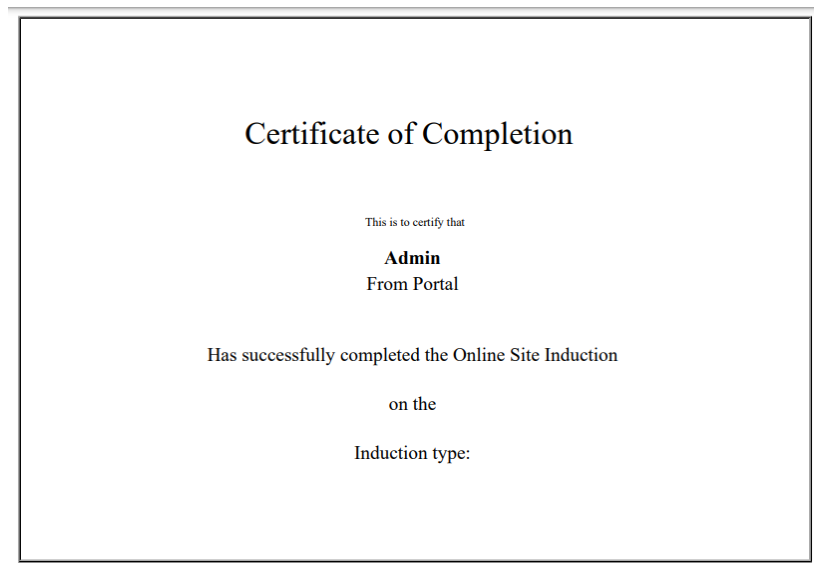 Certificate of Completion
This is to certify that
Admin
From Portal
Has successfully completed the Online Site Induction
on the
Induction type: